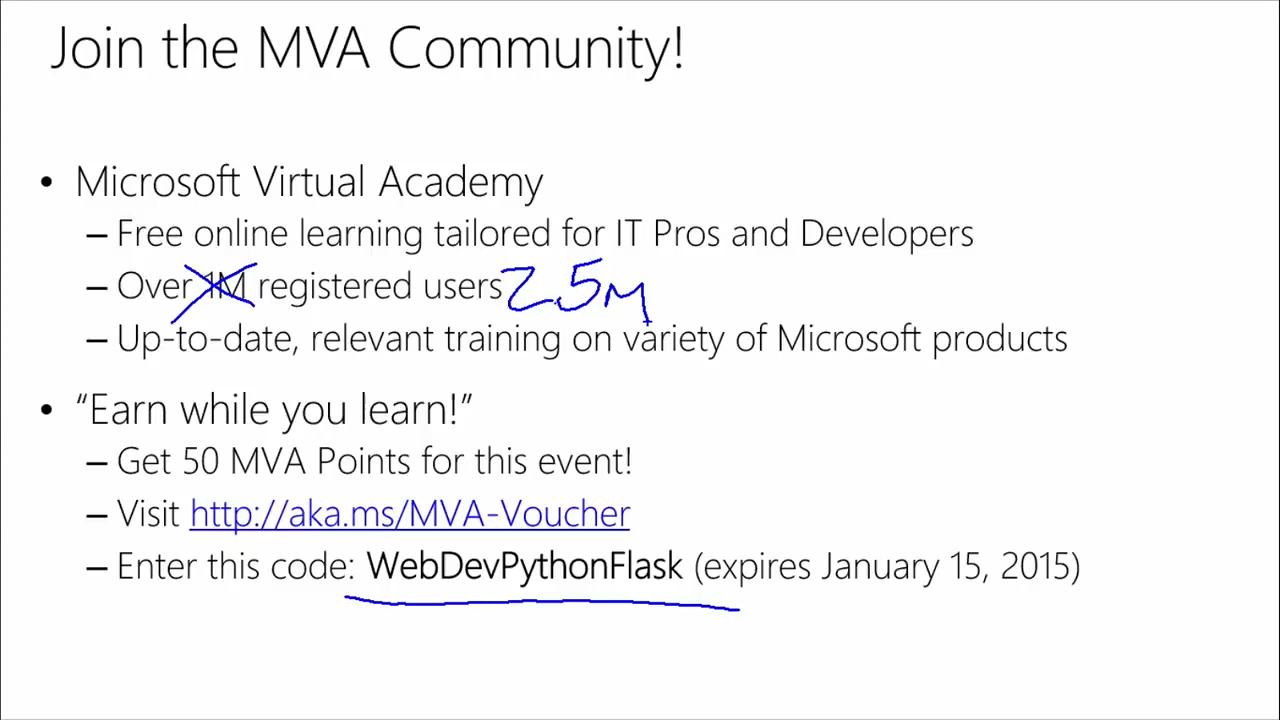 Join the MVA Community!
• Microsoft Virtual Academy
– Free online learning tailored for IT Pros and Developers
– Over 1M registered users 2.5M
– Up-to-date, relevant training on variety of Microsoft products
• “Earn while you learn!”
– Get 50 MVA Points for this event!
– Visit http://aka.ms/MVA-Voucher
– Enter this code: WebDevPythonFlask (expires January 15, 2015)